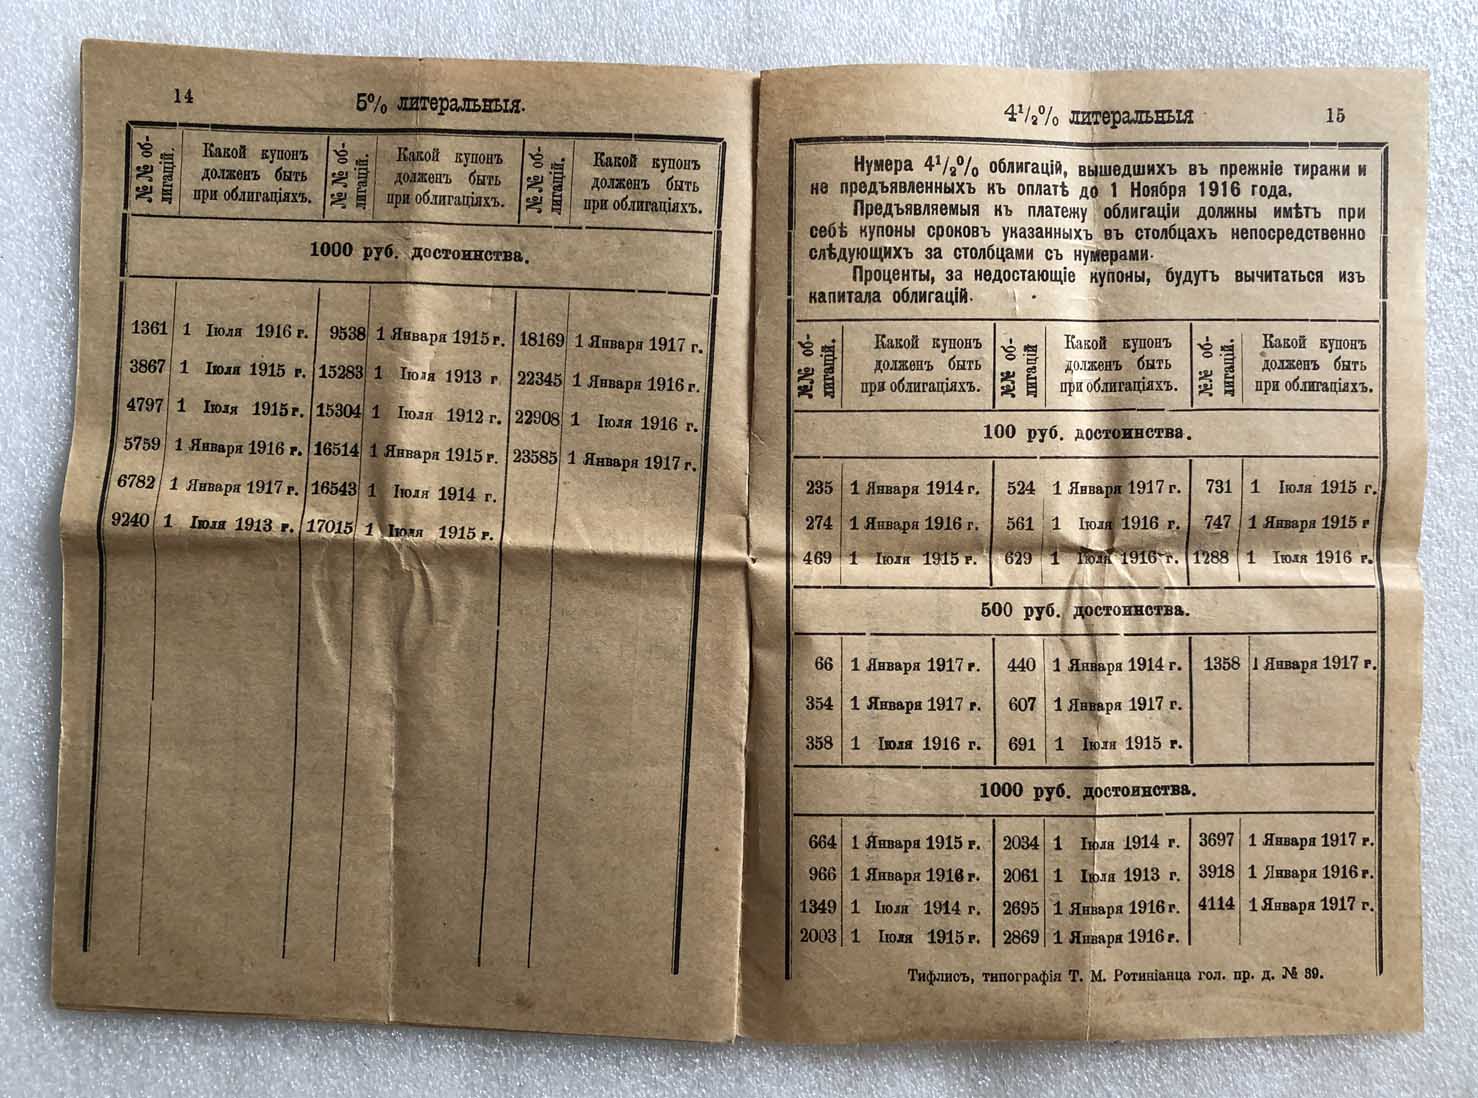 14
5% литеральныя.
№№ об-
лигацій.
Какой купонъ
долженъ быть
при облигаціяхъ.
№№ об-
лигацій.
Какой купонъ
долженъ быть
при облигаціяхъ.
№№ об-
лигацій.
Какой купонъ
долженъ быть
при облигаціяхъ.
1000 руб. достоинства.
1361 1 Іюля 1916 г. 9538 1 Января 1915 г. 18169 1 Января 1917 г.
3867 1 Іюля 1915 г. 15283 1 Іюля 1913 г 22345 1 Января 1916 г.
4797 1 Іюля 1915 г. 15304 1 Іюля 1912 г. 22908 1 Іюля 1916 г.
5759 1 Января 1916 г. 16514 1 Января 1915 г. 23585 1 Января 1917 г.
6782 1 Января 1917 г. 16543 1 Іюля 1914 г.
9240 1 Іюля 1913 г. 17015 1 Іюля 1915 г.
4¹/₂% литеральныя
15
Нумера 4¹/₂% облигацій, вышедшихъ въ прежніе тиражи и
не предъявленныхъ къ оплатѣ до 1 Ноября 1916 года.
Предъявляемыя къ платежу облигаціи должны имѣть при
себѣ купоны сроковъ указанныхъ въ столбцахъ непосредственно
слѣдующихъ за столбцами съ нумерами.
Проценты, за недостающіе купоны, будутъ вычитаться изъ
капитала облигацій.
№№ об-
лигацій.
Какой купонъ
долженъ быть
при облигаціяхъ.
№№ об-
лигацій
Какой купонъ
долженъ быть
при облигаціяхъ.
№№ об-
лигацій.
Какой купонъ
долженъ быть
при облигаціяхъ.
100 руб. достоинства.
235 1 Января 1914 г. 524 1 Января 1917 г. 731 1 Іюля 1915 г.
274 1 Января 1916 г. 561 1 Іюля 1916 г. 747 1 Января 1915 г
469 1 Іюля 1915 г. 629 1 Іюля 1916 г. 1288 1 Іюля 1916 г.
500 руб. достоинства.
66 1 Января 1917 г. 440 1 Января 1914 г. 1358 1 Января 1917 г.
354 1 Января 1917 г. 607 1 Января 1917 г.
358 1 Іюля 1916 г. 691 1 Іюля 1915 г.
1000 руб. достоинства.
664 1 Января 1915 г. 2034 1 Іюля 1914 г. 3697 1 Января 1917 г.
966 1 Января 1916 г. 2061 1 Іюля 1913 г. 3918 1 Января 1916 г.
1349 1 Іюля 1914 г. 2695 1 Января 1916 г. 4114 1 Января 1917 г.
2003 1 Іюля 1915 г. 2869 1 Января 1916 г.
Тифлисъ, типографія Т. М. Ротиніанца гол. пр. д. № 39.